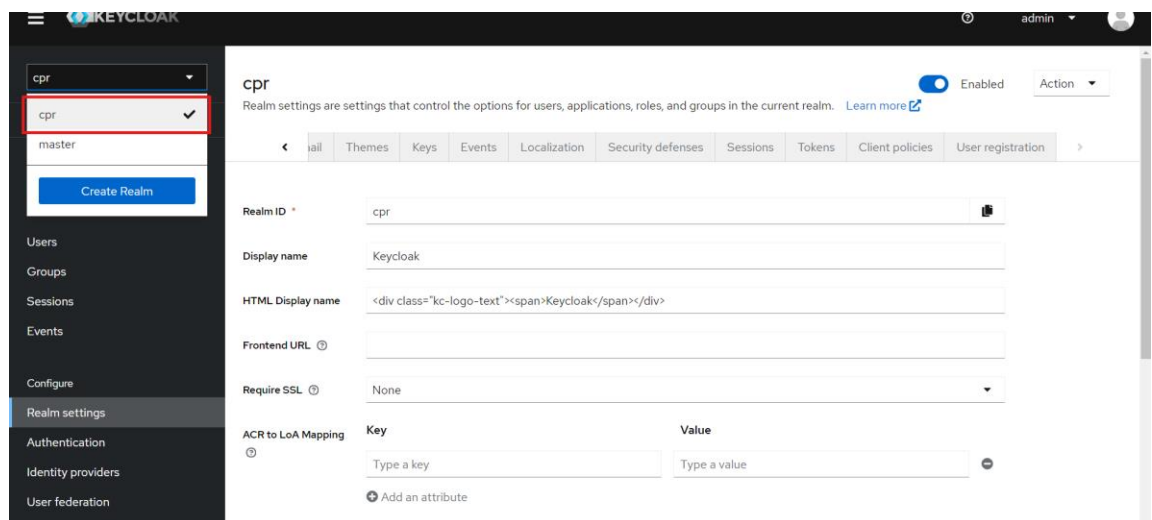 KEYCLOAK
admin
cpr
cpr
master
Create Realm
Users
Groups
Sessions
Events
Configure
Realm settings
Authentication
Identity providers
User federation
cpr
Enabled
Action
Realm settings are settings that control the options for users, applications, roles, and groups in the current realm. Learn more
ail Themes Keys Events Localization Security defenses Sessions Tokens Client policies User registration
Realm ID *
cpr
Display name
Keycloak
HTML Display name
<div class="kc-logo-text"><span>Keycloak</span></div>
Frontend URL
Require SSL
None
ACR to LoA Mapping
Key Value
Type a key Type a value
Add an attribute